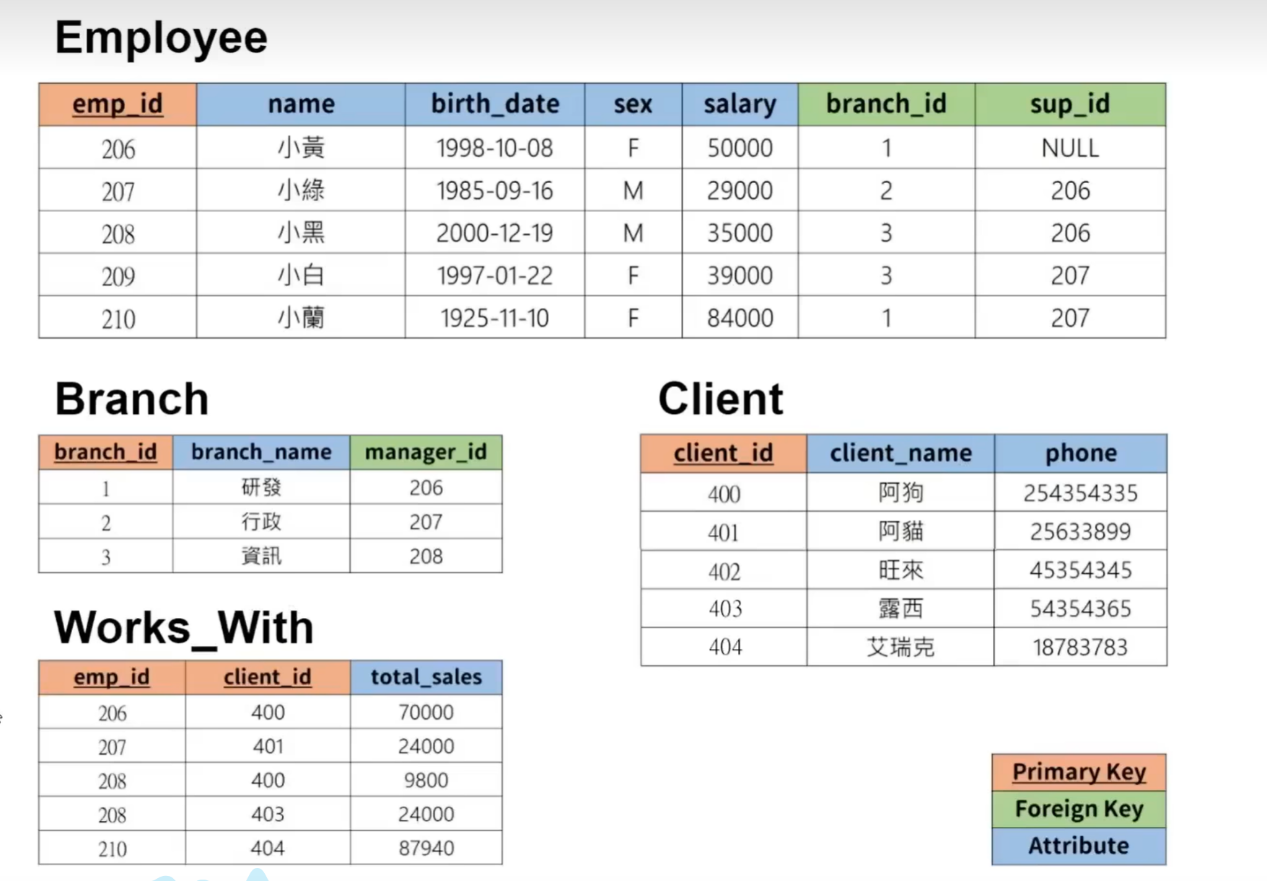 Employee
emp_id name birth_date sex salary branch_id sup_id
206 小黃 1998-10-08 F 50000 1 NULL
207 小綠 1985-09-16 M 29000 2 206
208 小黑 2000-12-19 M 35000 3 206
209 小白 1997-01-22 F 39000 3 207
210 小蘭 1925-11-10 F 84000 1 207
Branch
branch_id branch_name manager_id
1 研發 206
2 行政 207
3 資訊 208
Client
client_id client_name phone
400 阿狗 254354335
401 阿貓 25633899
402 旺來 45354345
403 露西 54354365
404 艾瑞克 18783783
Works_With
emp_id client_id total_sales
206 400 70000
207 401 24000
208 400 9800
208 403 24000
210 404 87940
Primary Key
Foreign Key
Attribute